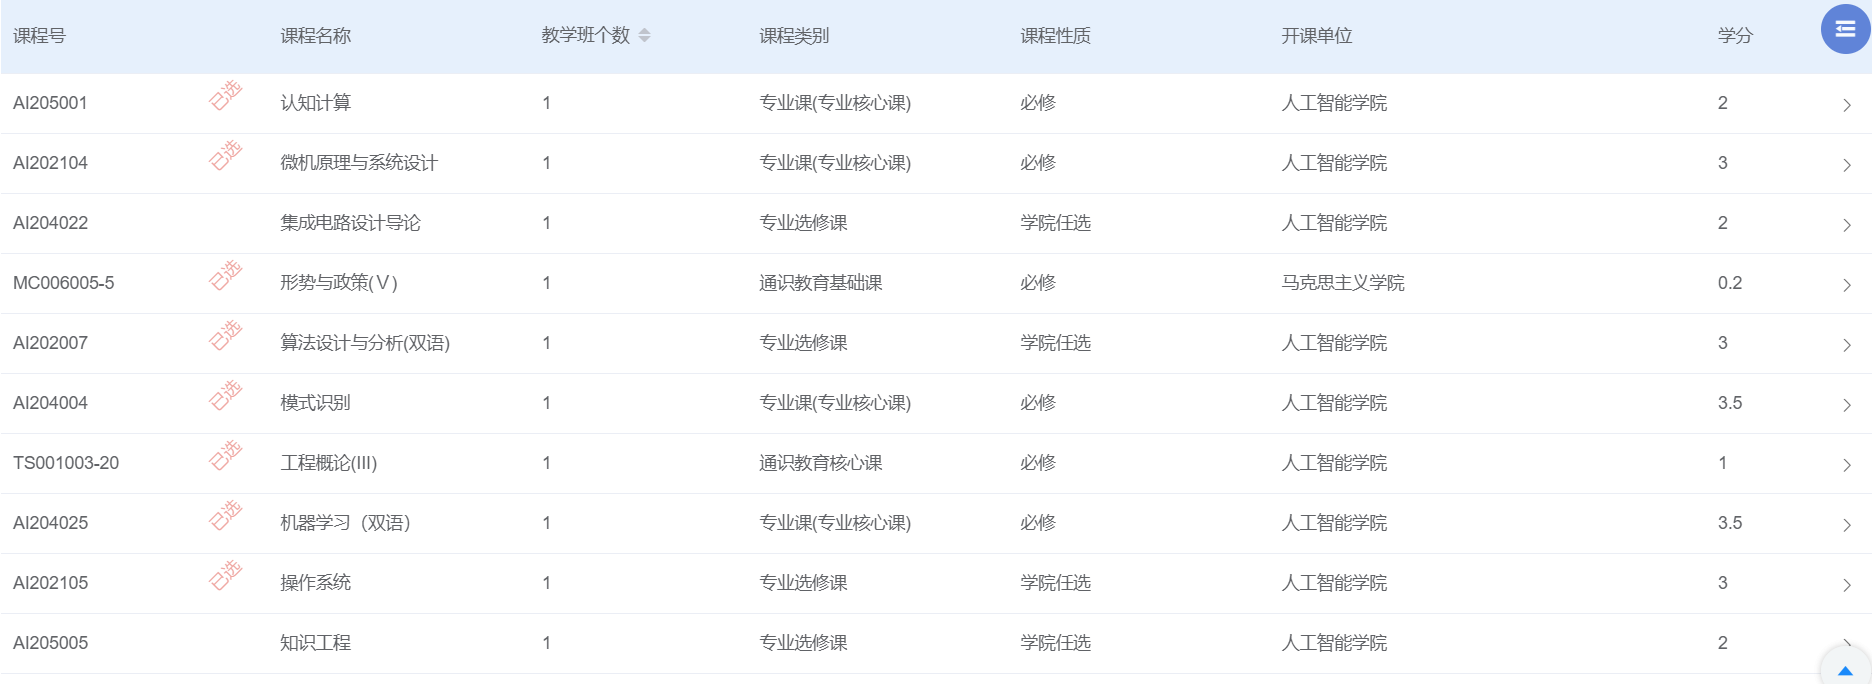 课程号 课程名称 教学班个数 课程类别 课程性质 开课单位 学分
AI205001 已选 认知计算 1 专业课(专业核心课) 必修 人工智能学院 2
AI202104 已选 微机原理与系统设计 1 专业课(专业核心课) 必修 人工智能学院 3
AI204022 集成电路设计导论 1 专业选修课 学院任选 人工智能学院 2
MC006005-5 已选 形势与政策(Ⅴ) 1 通识教育基础课 必修 马克思主义学院 0.2
AI202007 已选 算法设计与分析(双语) 1 专业选修课 学院任选 人工智能学院 3
AI204004 已选 模式识别 1 专业课(专业核心课) 必修 人工智能学院 3.5
TS001003-20 已选 工程概论(III) 1 通识教育核心课 必修 人工智能学院 1
AI204025 已选 机器学习（双语） 1 专业课(专业核心课) 必修 人工智能学院 3.5
AI202105 已选 操作系统 1 专业选修课 学院任选 人工智能学院 3
AI205005 知识工程 1 专业选修课 学院任选 人工智能学院 2